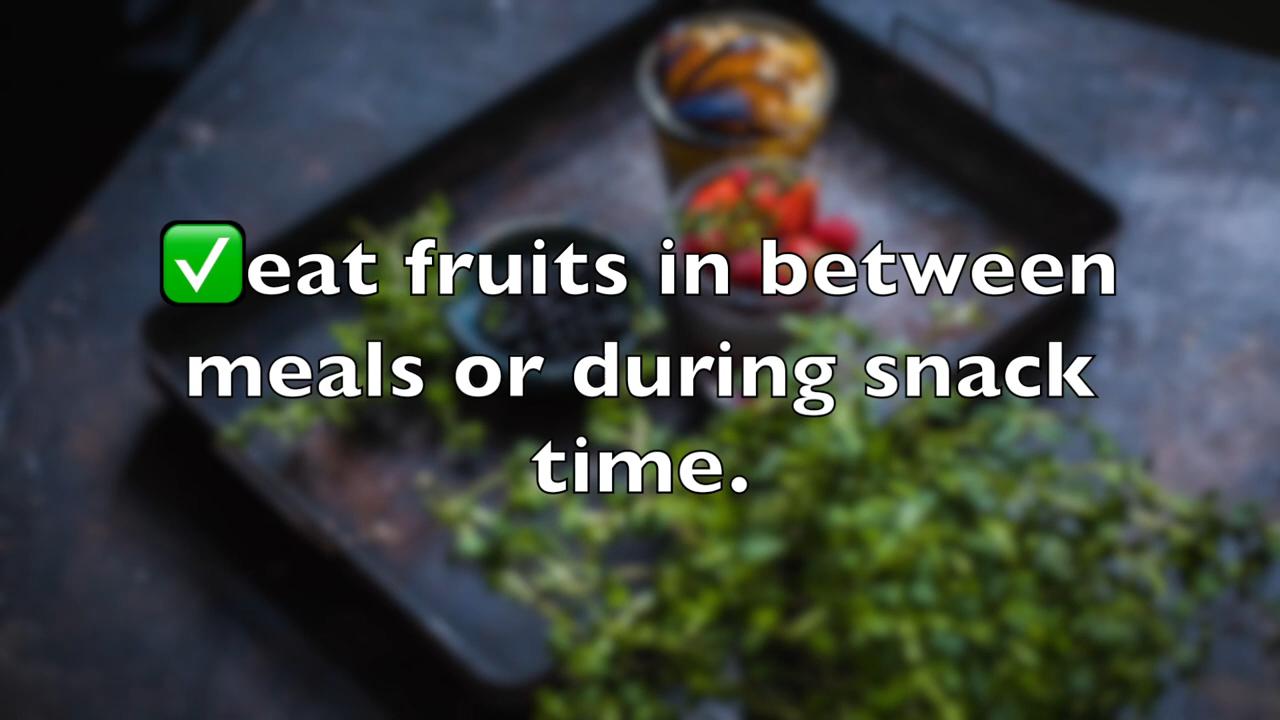 ✅eat fruits in between
meals or during snack
time.